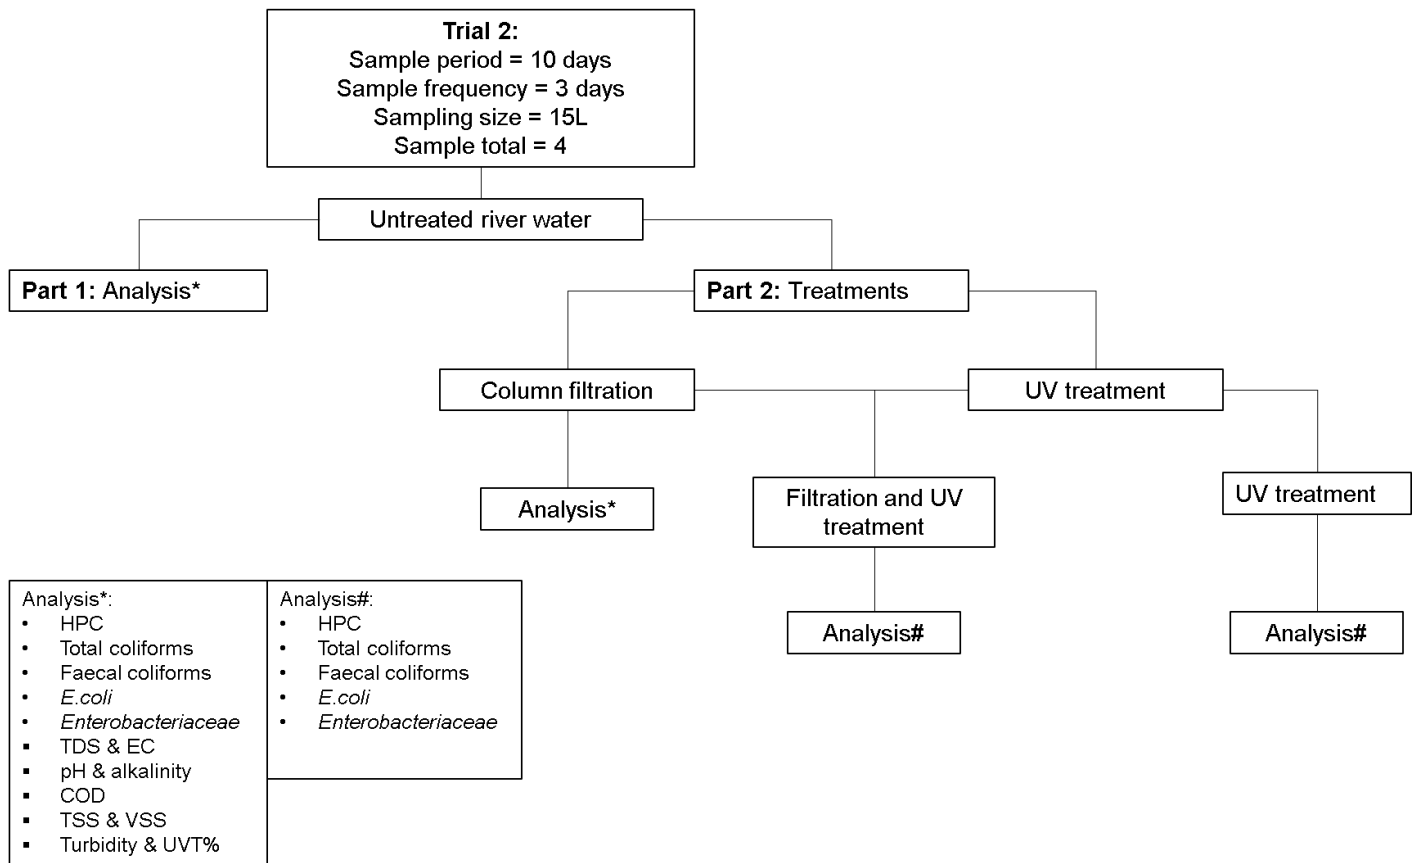 Trial 2:
Sample period = 10 days
Sample frequency = 3 days
Sampling size = 15L
Sample total = 4
Untreated river water
Part 1: Analysis*
Part 2: Treatments
Column filtration
UV treatment
Analysis*
Filtration and UV
treatment
UV treatment
Analysis#
Analysis#
Analysis*:
• HPC
• Total coliforms
• Faecal coliforms
• E.coli
• Enterobacteriaceae
▪ TDS & EC
▪ pH & alkalinity
▪ COD
▪ TSS & VSS
▪ Turbidity & UVT%
Analysis#:
• HPC
• Total coliforms
• Faecal coliforms
• E.coli
• Enterobacteriaceae